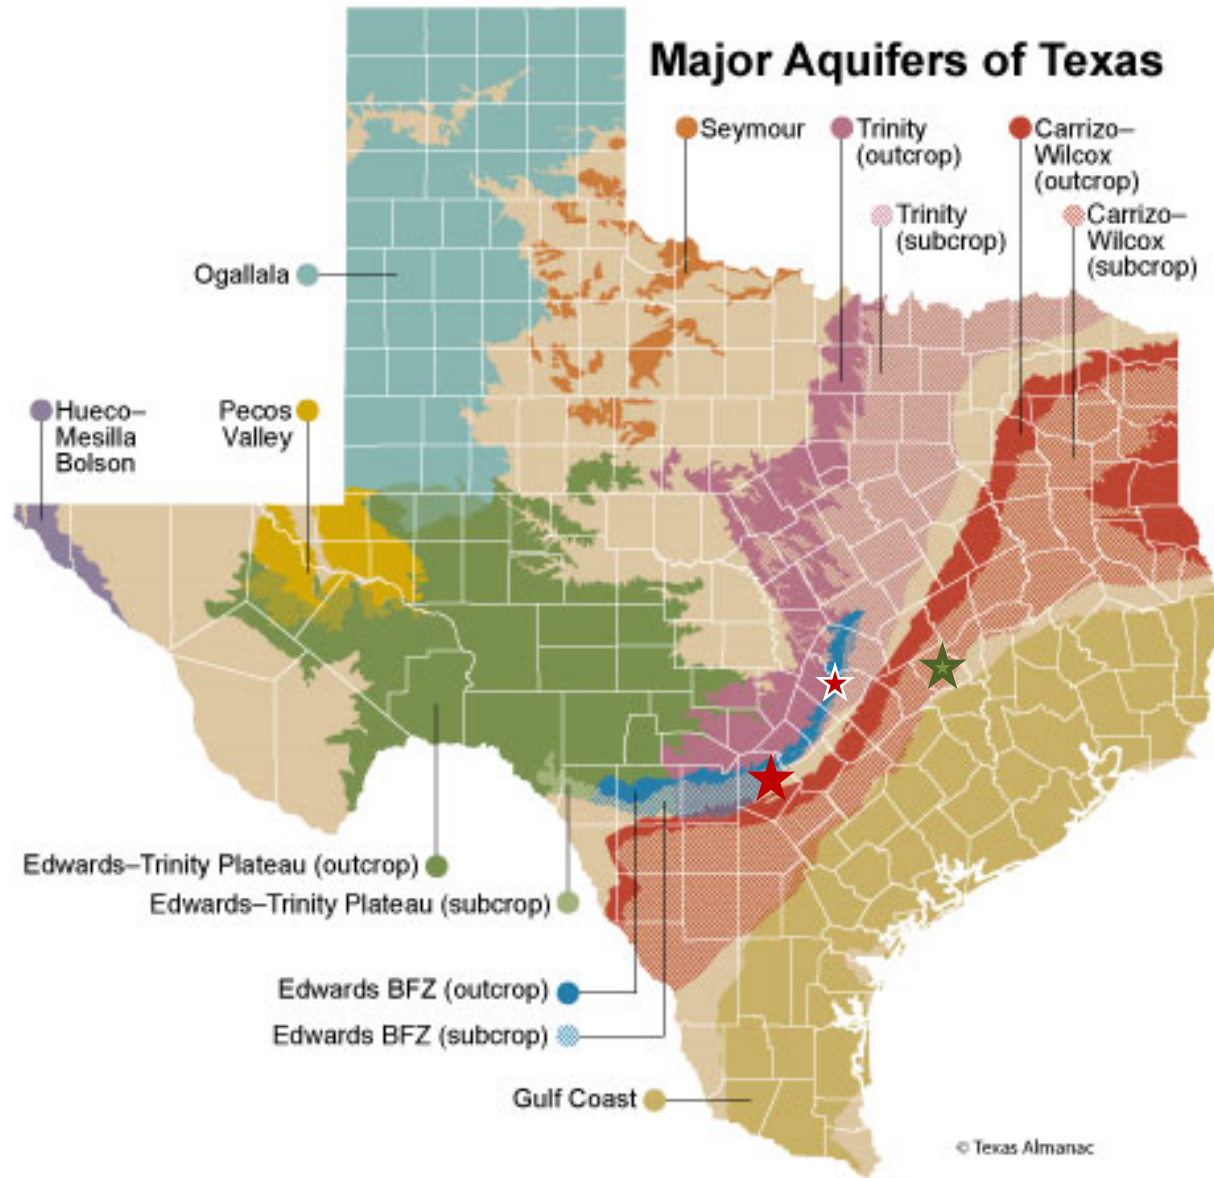 Major Aquifers of Texas
Seymour
Trinity
(outcrop)
Carrizo–
Wilcox
(outcrop)
Trinity
(subcrop)
Carrizo–
Wilcox
(subcrop)
Ogallala
Hueco–
Mesilla
Bolson
Pecos
Valley
Edwards–Trinity Plateau (outcrop)
Edwards–Trinity Plateau (subcrop)
Edwards BFZ (outcrop)
Edwards BFZ (subcrop)
Gulf Coast
© Texas Almanac